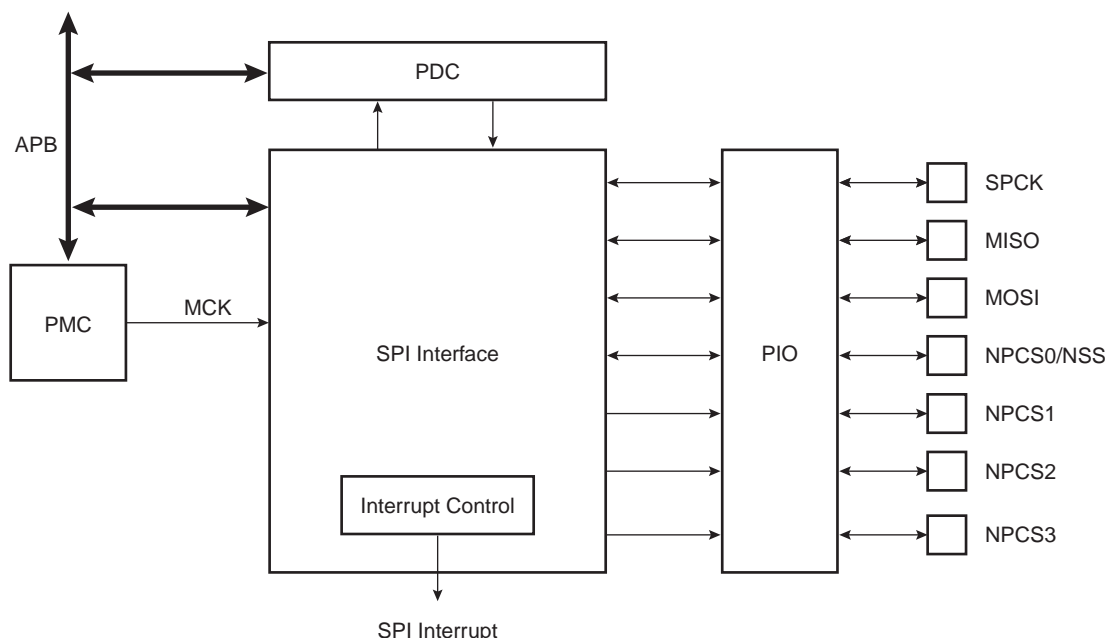 PDC
APB
SPCK
MISO
MCK
MOSI
PMC
SPI Interface
PIO
NPCS0/NSS
NPCS1
NPCS2
Interrupt Control
NPCS3
SPI Interrupt